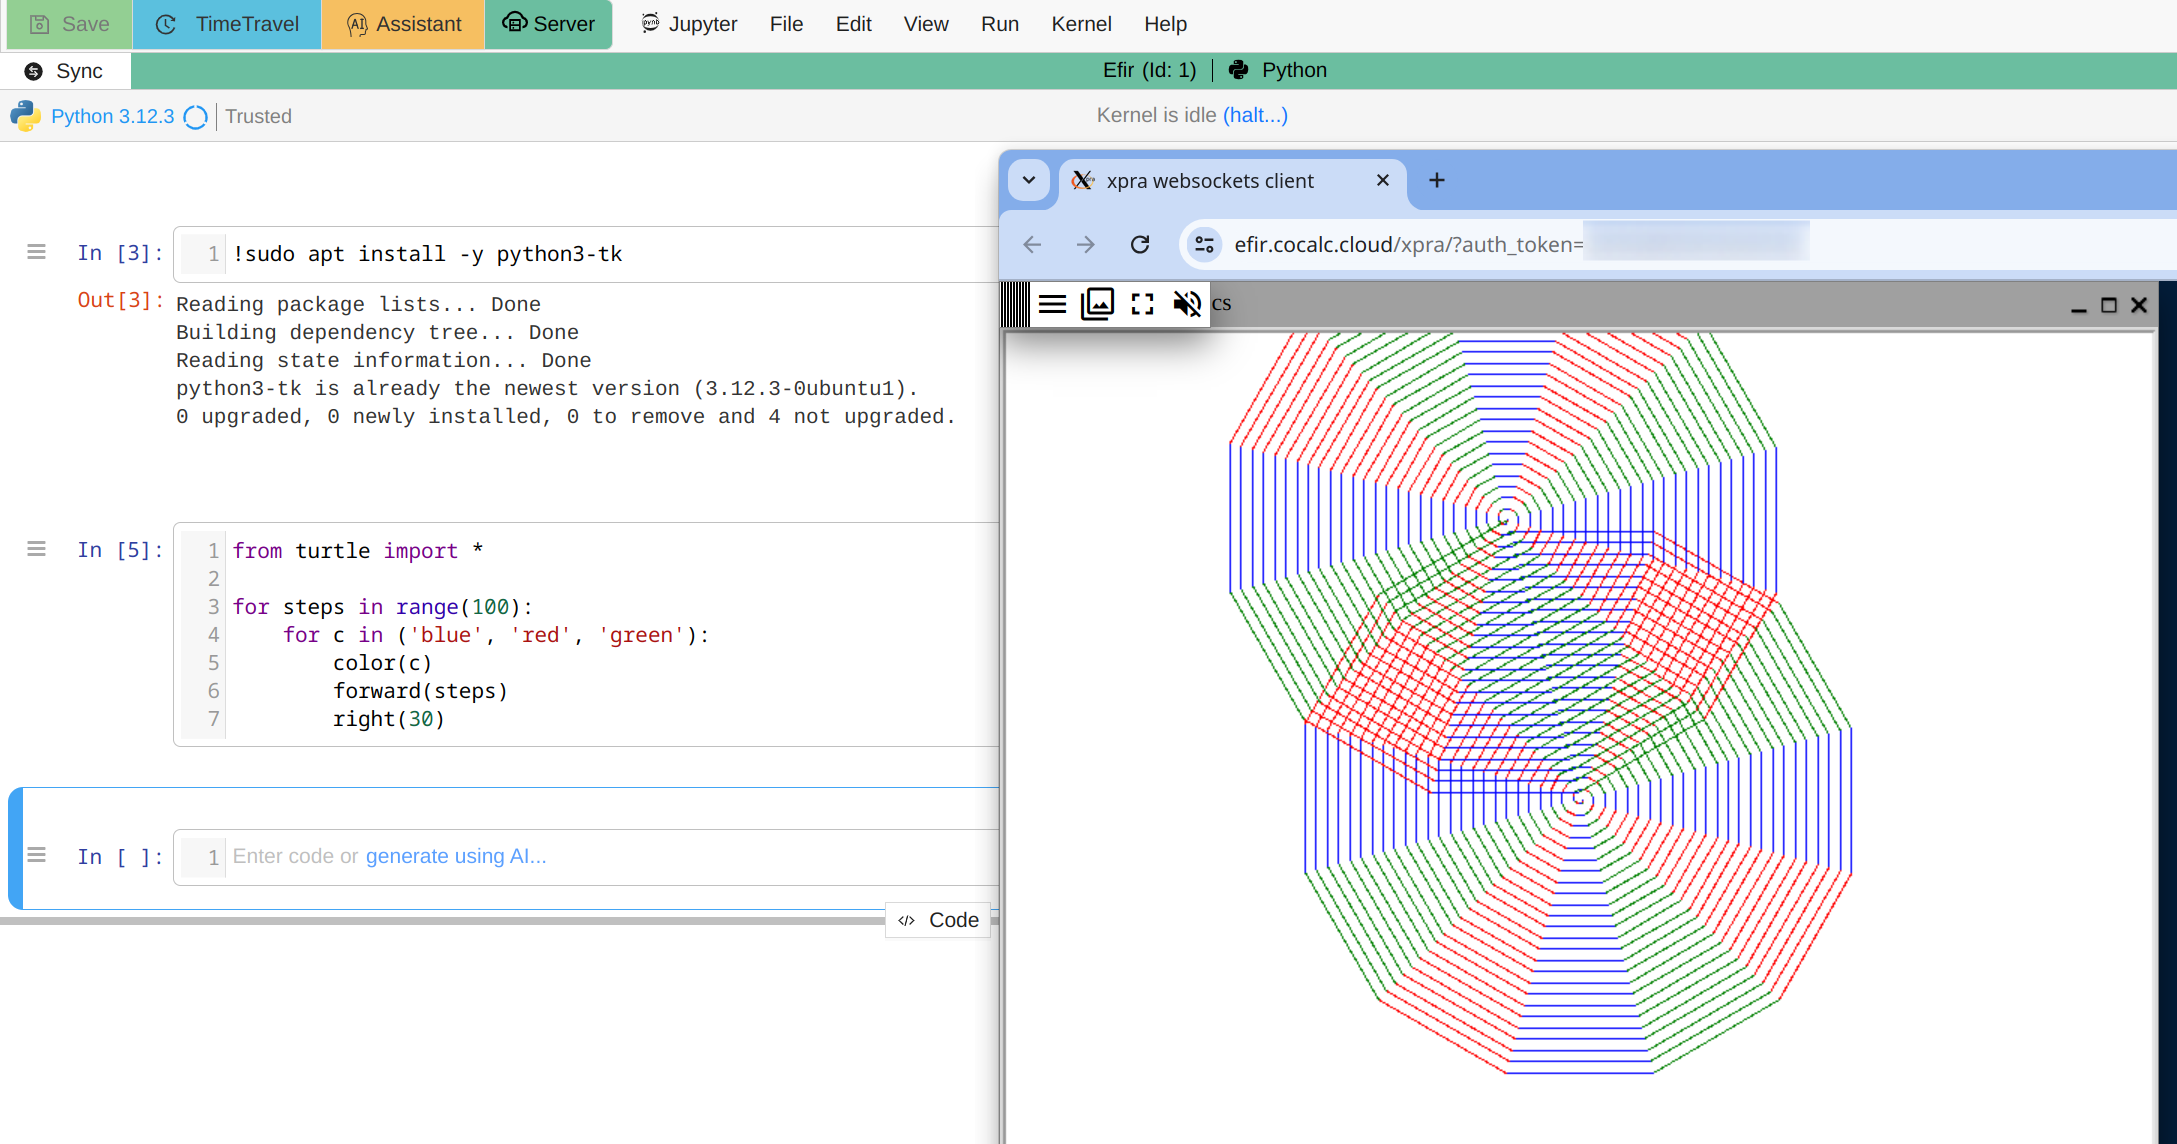 Save TimeTravel Assistant Server Jupyter File Edit View Run Kernel Help
Sync Efir (Id: 1) Python
Python 3.12.3 Trusted Kernel is idle (halt...)
xpra websockets client
efir.cocalc.cloud/xpra/?auth_token=
cs
In [3]: 1 !sudo apt install -y python3-tk
Out[3]: Reading package lists... Done
Building dependency tree... Done
Reading state information... Done
python3-tk is already the newest version (3.12.3-0ubuntu1).
0 upgraded, 0 newly installed, 0 to remove and 4 not upgraded.
In [5]: 1 from turtle import *
2
3 for steps in range(100):
4 for c in ('blue', 'red', 'green'):
5 color(c)
6 forward(steps)
7 right(30)
In [ ]: 1 Enter code or generate using AI...
</> Code